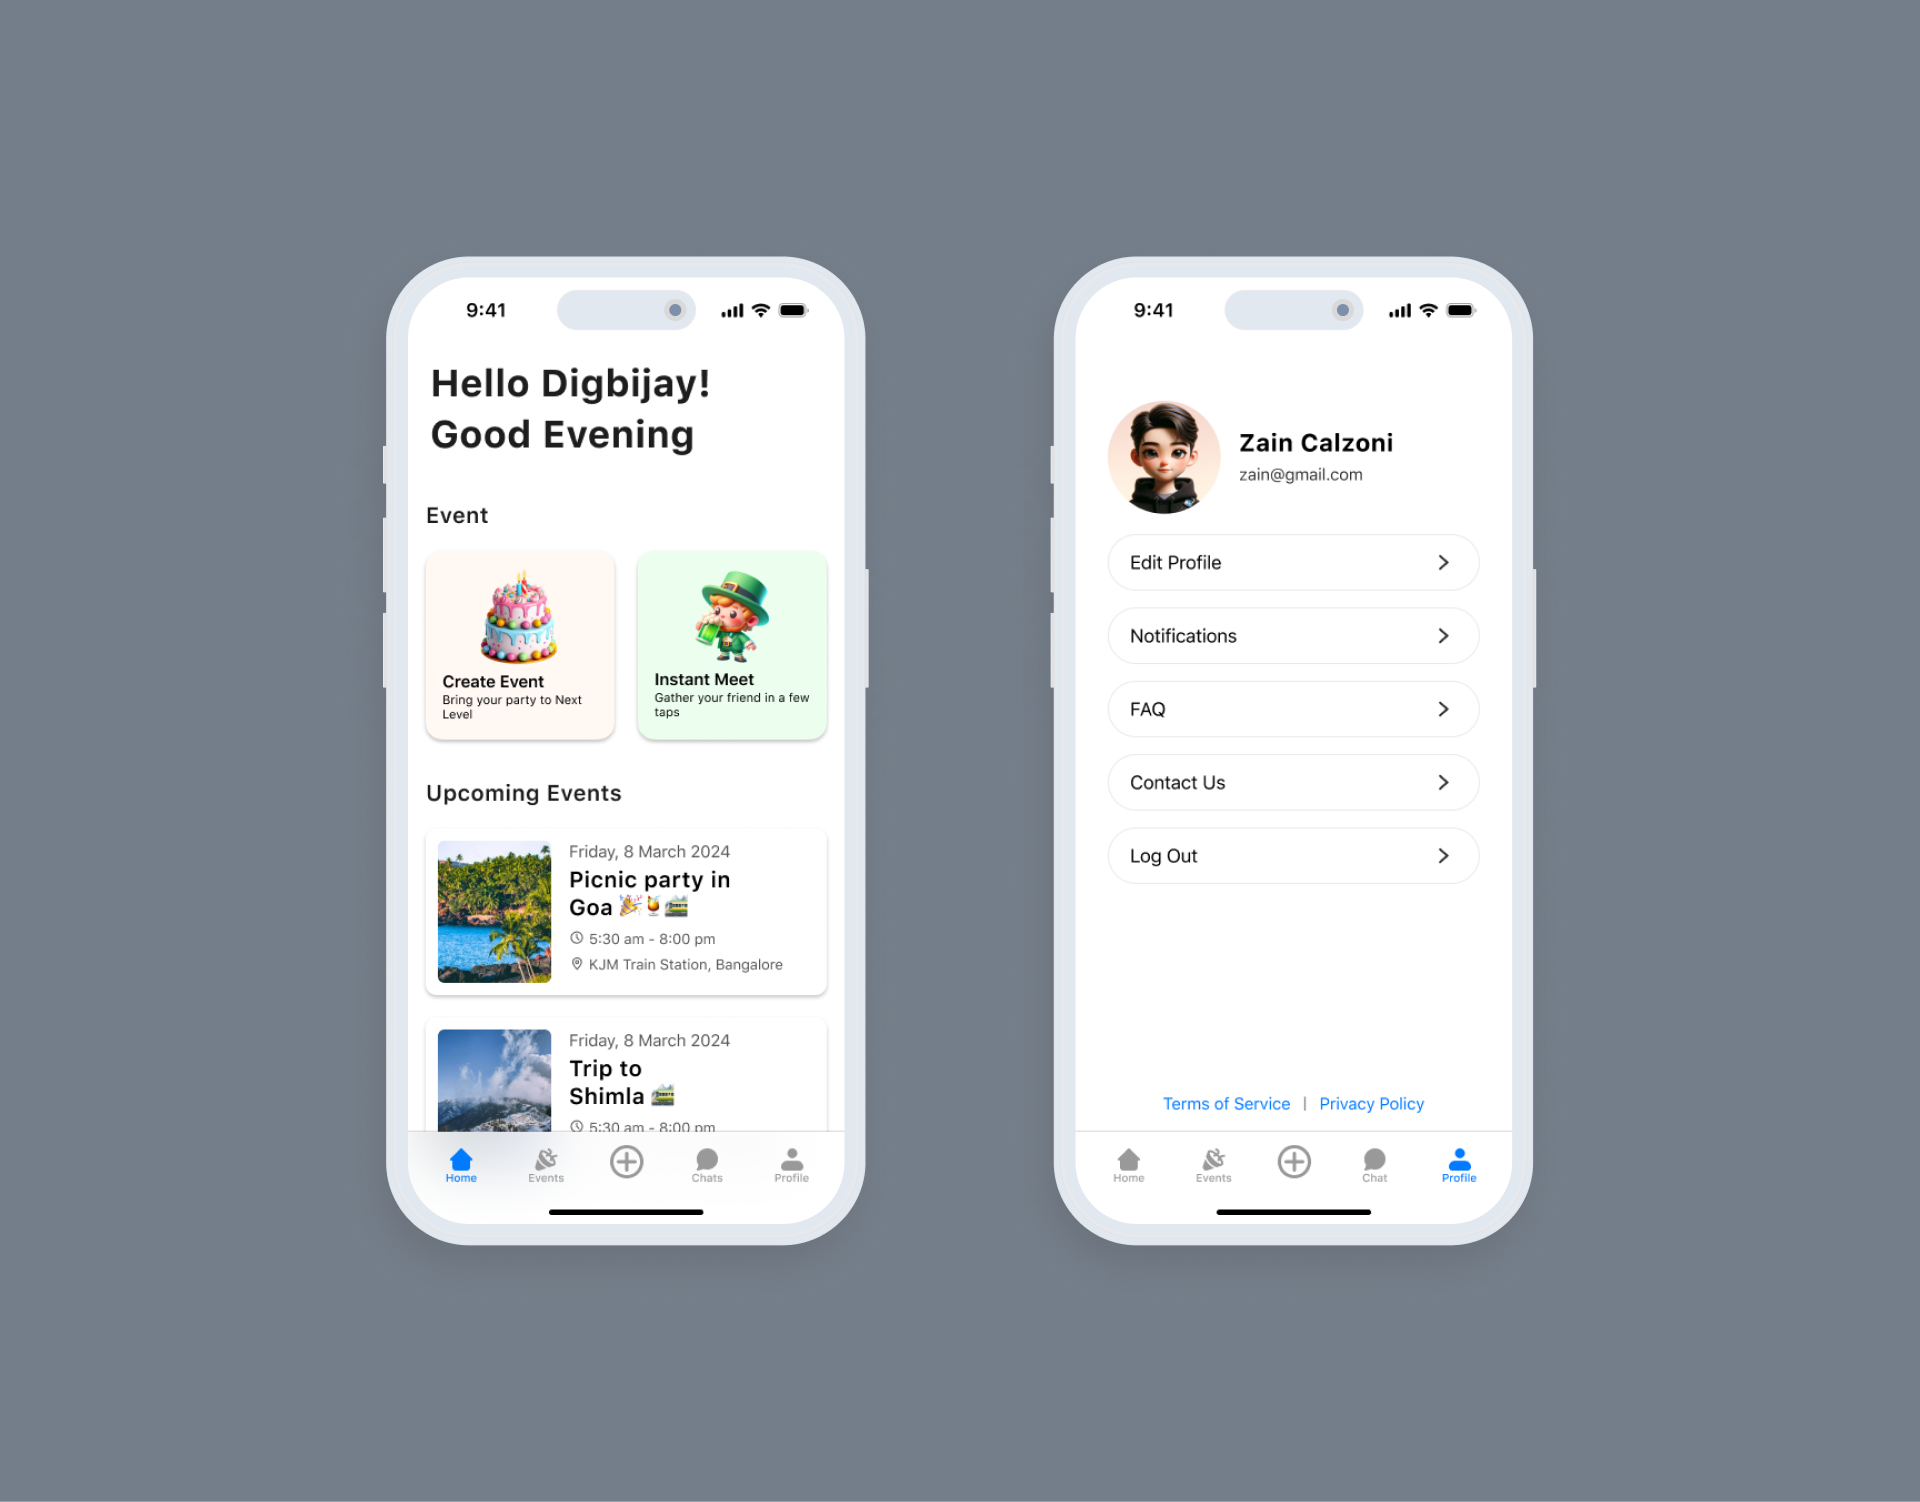 9:41
Hello Digbijay!
Good Evening
Event
Create Event
Bring your party to Next
Level
Instant Meet
Gather your friend in a few
taps
Upcoming Events
Friday, 8 March 2024
Picnic party in
Goa 🎉🍹🚞
5:30 am - 8:00 pm
KJM Train Station, Bangalore
Friday, 8 March 2024
Trip to
Shimla 🚞
5:30 am - 8:00 pm
Home
Events
Chats
Profile
9:41
Zain Calzoni
zain@gmail.com
Edit Profile
Notifications
FAQ
Contact Us
Log Out
Terms of Service | Privacy Policy
Home
Events
Chat
Profile